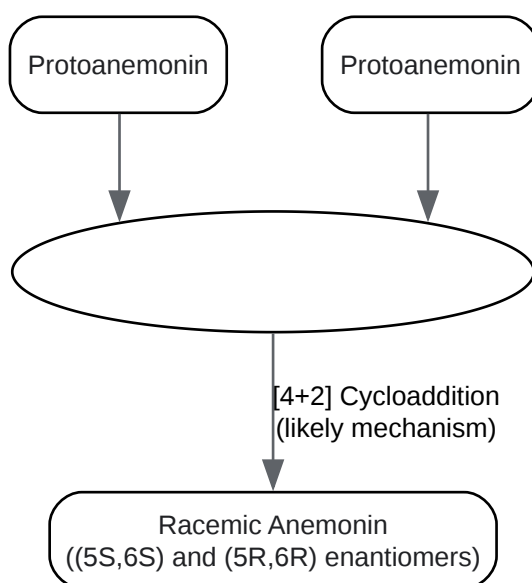 Protoanemonin
Protoanemonin
[4+2] Cycloaddition
(likely mechanism)
Racemic Anemonin
((5S,6S) and (5R,6R) enantiomers)